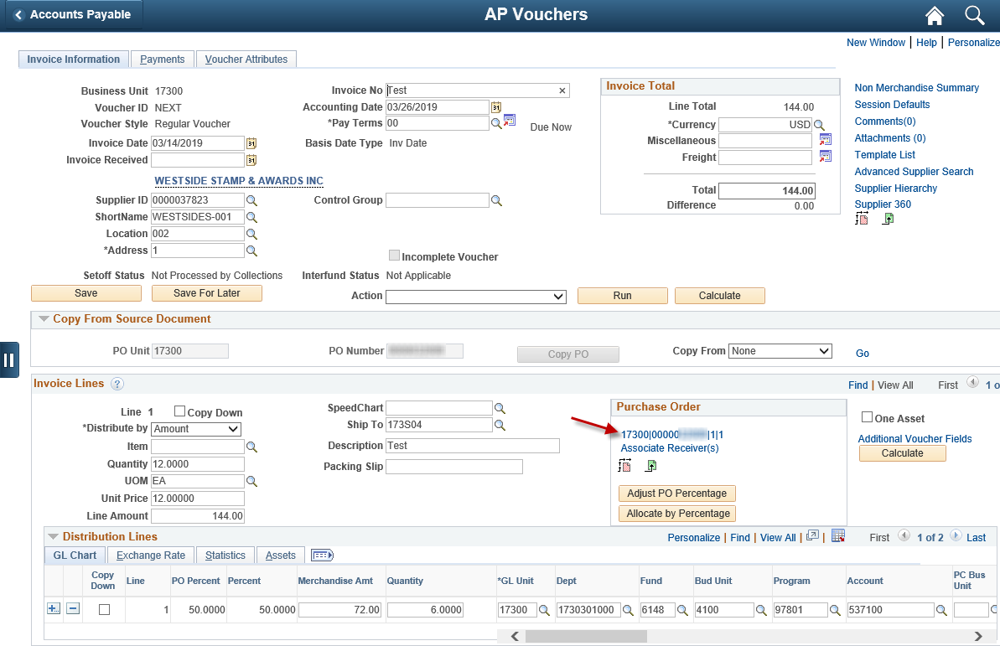 Accounts Payable
AP Vouchers
New Window | Help | Personalize
Invoice Information Payments Voucher Attributes
Business Unit 17300
Voucher ID NEXT
Voucher Style Regular Voucher
Invoice Date 03/14/2019
Invoice Received
Invoice No Test
Accounting Date 03/26/2019
*Pay Terms 00
Due Now
Basis Date Type Inv Date
WESTSIDE STAMP & AWARDS INC
Supplier ID 0000037823
ShortName WESTSIDES-001
Location 002
*Address 1
Control Group
Incomplete Voucher
Setoff Status Not Processed by Collections
Interfund Status Not Applicable
Invoice Total
Line Total 144.00
*Currency USD
Miscellaneous
Freight
Total 144.00
Difference 0.00
Non Merchandise Summary
Session Defaults
Comments(0)
Attachments (0)
Template List
Advanced Supplier Search
Supplier Hierarchy
Supplier 360
Save Save For Later Action Run Calculate
Copy From Source Document
PO Unit 17300 PO Number Copy PO Copy From None Go
Invoice Lines
Find | View All First 1 o
Line 1 Copy Down
*Distribute by Amount
Item
Quantity 12.0000
UOM EA
Unit Price 12.00000
Line Amount 144.00
SpeedChart
Ship To 173S04
Description Test
Packing Slip
Purchase Order
17300|00000 |1|1
Associate Receiver(s)
Adjust PO Percentage
Allocate by Percentage
One Asset
Additional Voucher Fields
Calculate
Distribution Lines
Personalize | Find | View All | | First 1 of 2 Last
GL Chart Exchange Rate Statistics Assets
Copy Down Line PO Percent Percent Merchandise Amt Quantity *GL Unit Dept Fund Bud Unit Program Account PC Bus Unit
1 50.0000 50.0000 72.00 6.0000 17300 1730301000 6148 4100 97801 537100